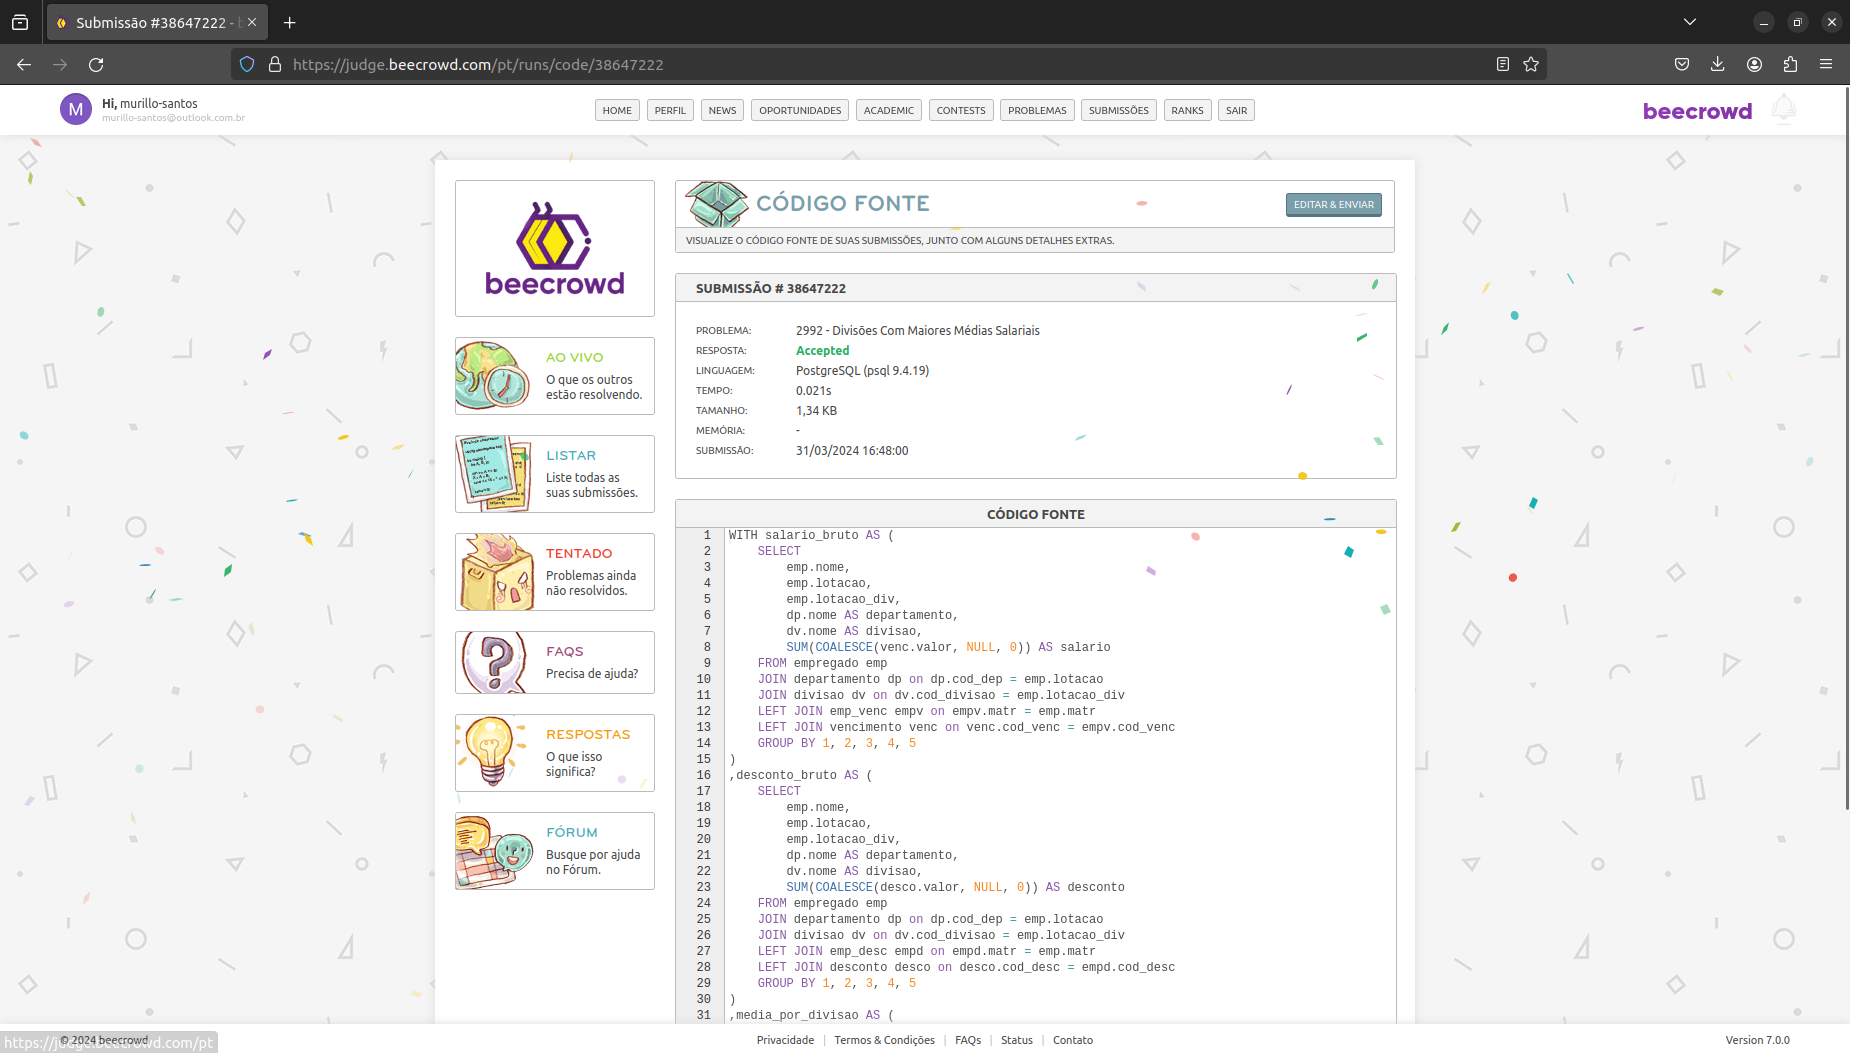 Submissão #38647222 - b
https://judge.beecrowd.com/pt/runs/code/38647222
M
Hi, murillo-santos
murillo-santos@outlook.com.br
HOME
PERFIL
NEWS
OPORTUNIDADES
ACADEMIC
CONTESTS
PROBLEMAS
SUBMISSÕES
RANKS
SAIR
beecrowd
beecrowd
AO VIVO
O que os outros
estão resolvendo.
LISTAR
Liste todas as
suas submissões.
TENTADO
Problemas ainda
não resolvidos.
FAQS
Precisa de ajuda?
RESPOSTAS
O que isso
significa?
FÓRUM
Busque por ajuda
no Fórum.
CÓDIGO FONTE
EDITAR & ENVIAR
VISUALIZE O CÓDIGO FONTE DE SUAS SUBMISSÕES, JUNTO COM ALGUNS DETALHES EXTRAS.
SUBMISSÃO # 38647222
PROBLEMA: 2992 - Divisões Com Maiores Médias Salariais
RESPOSTA: Accepted
LINGUAGEM: PostgreSQL (psql 9.4.19)
TEMPO: 0.021s
TAMANHO: 1,34 KB
MEMÓRIA: -
SUBMISSÃO: 31/03/2024 16:48:00
CÓDIGO FONTE
1 WITH salario_bruto AS (
2 SELECT
3 emp.nome,
4 emp.lotacao,
5 emp.lotacao_div,
6 dp.nome AS departamento,
7 dv.nome AS divisao,
8 SUM(COALESCE(venc.valor, NULL, 0)) AS salario
9 FROM empregado emp
10 JOIN departamento dp on dp.cod_dep = emp.lotacao
11 JOIN divisao dv on dv.cod_divisao = emp.lotacao_div
12 LEFT JOIN emp_venc empv on empv.matr = emp.matr
13 LEFT JOIN vencimento venc on venc.cod_venc = empv.cod_venc
14 GROUP BY 1, 2, 3, 4, 5
15 )
16 ,desconto_bruto AS (
17 SELECT
18 emp.nome,
19 emp.lotacao,
20 emp.lotacao_div,
21 dp.nome AS departamento,
22 dv.nome AS divisao,
23 SUM(COALESCE(desco.valor, NULL, 0)) AS desconto
24 FROM empregado emp
25 JOIN departamento dp on dp.cod_dep = emp.lotacao
26 JOIN divisao dv on dv.cod_divisao = emp.lotacao_div
27 LEFT JOIN emp_desc empd on empd.matr = emp.matr
28 LEFT JOIN desconto desco on desco.cod_desc = empd.cod_desc
29 GROUP BY 1, 2, 3, 4, 5
30 )
31 ,media_por_divisao AS (
© 2024 beecrowd
https://judge.beecrowd.com/pt
Privacidade | Termos & Condições | FAQs | Status | Contato
Version 7.0.0